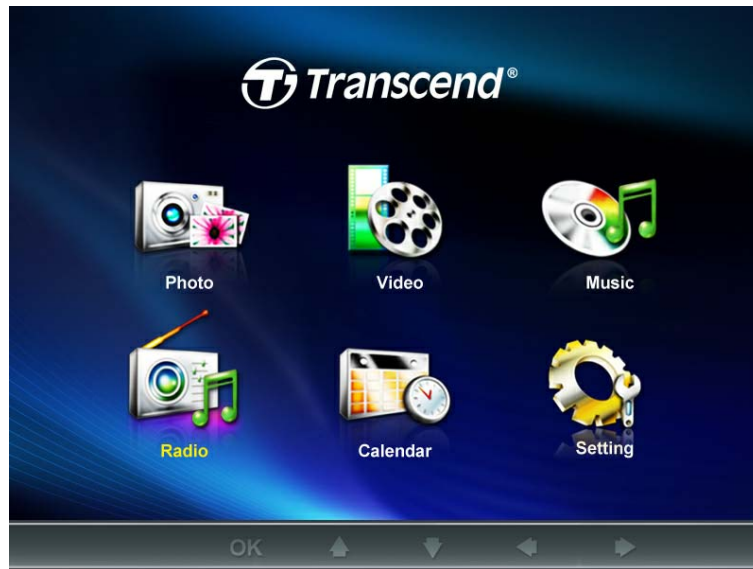 Transcend®
Photo
Video
Music
Radio
Calendar
Setting
OK